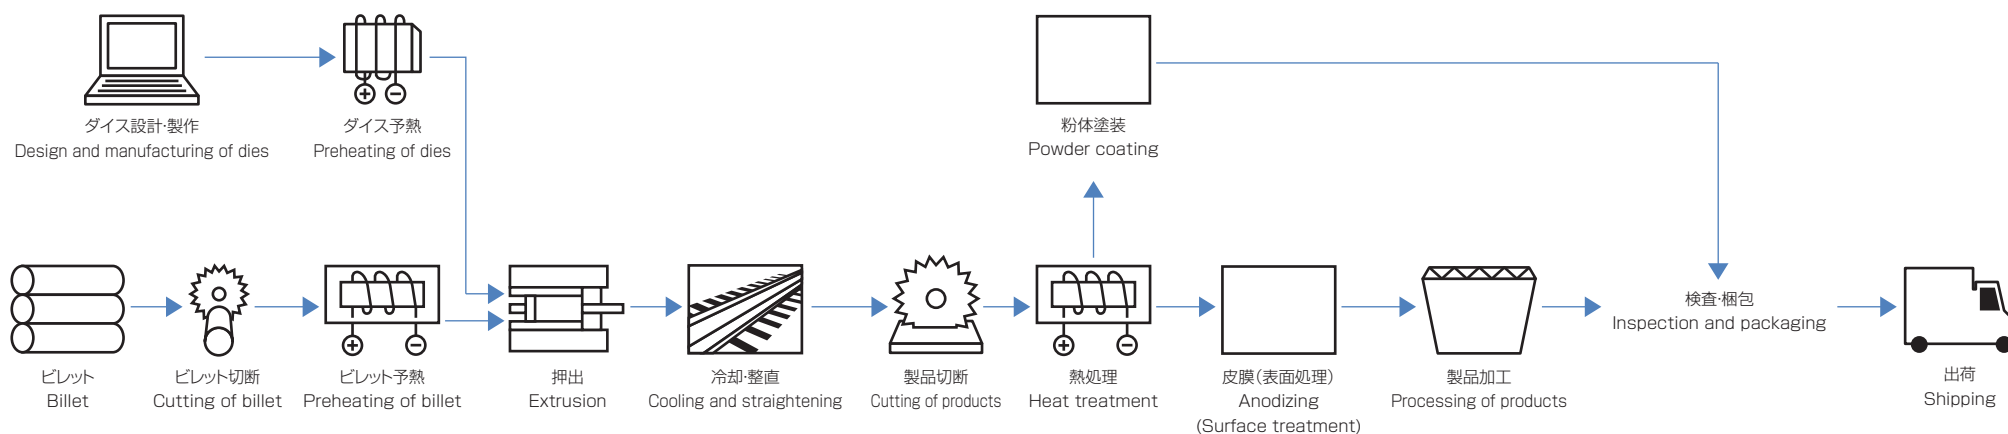 ダイス設計・製作
Design and manufacturing of dies
ダイス予熱
Preheating of dies
粉体塗装
Powder coating
ビレット
Billet
ビレット切断
Cutting of billet
ビレット予熱
Preheating of billet
押出
Extrusion
冷却・整直
Cooling and straightening
製品切断
Cutting of products
熱処理
Heat treatment
皮膜(表面処理)
Anodizing
(Surface treatment)
製品加工
Processing of products
検査・梱包
Inspection and packaging
出荷
Shipping